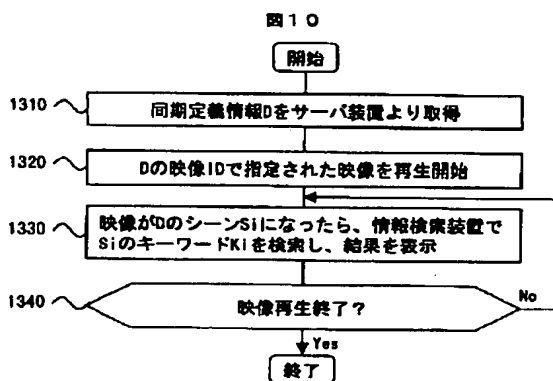 図１０
開始
1310
同期定義情報Dをサーバ装置より取得
1320
Dの映像IDで指定された映像を再生開始
1330
映像がDのシーンSiになったら、情報検索装置で
SiのキーワードKiを検索し、結果を表示
1340
映像再生終了？
No
Yes
終了